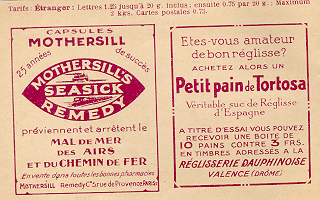 Tarifs : Étranger: Lettres 1.25 jusqu'à 20 g. inclus; ensuite 0.75 par 20 g.; Maximum
2 kgs. Cartes postales 0.75.
CAPSULES
MOTHERSILL
25 années de succès
MOTHERSILL'S
SEASICK
REMEDY
préviennent et arrêtent le
MAL DE MER
DES AIRS
ET DU CHEMIN DE FER
En vente dans toutes les bonnes pharmacies
MOTHERSILL Remedy Co. 5 rue de Provence PARIS
Etes-vous amateur
de bon réglisse?
ACHETEZ ALORS UN
Petit pain de Tortosa
Véritable suc de Réglisse
d'Espagne
A TITRE D'ESSAI VOUS POUVEZ
RECEVOIR UNE BOITE DE
10 PAINS CONTRE 3 FRS.
EN TIMBRES ADRESSÉS A LA
RÉGLISSERIE DAUPHINOISE
VALENCE (DRÔME)